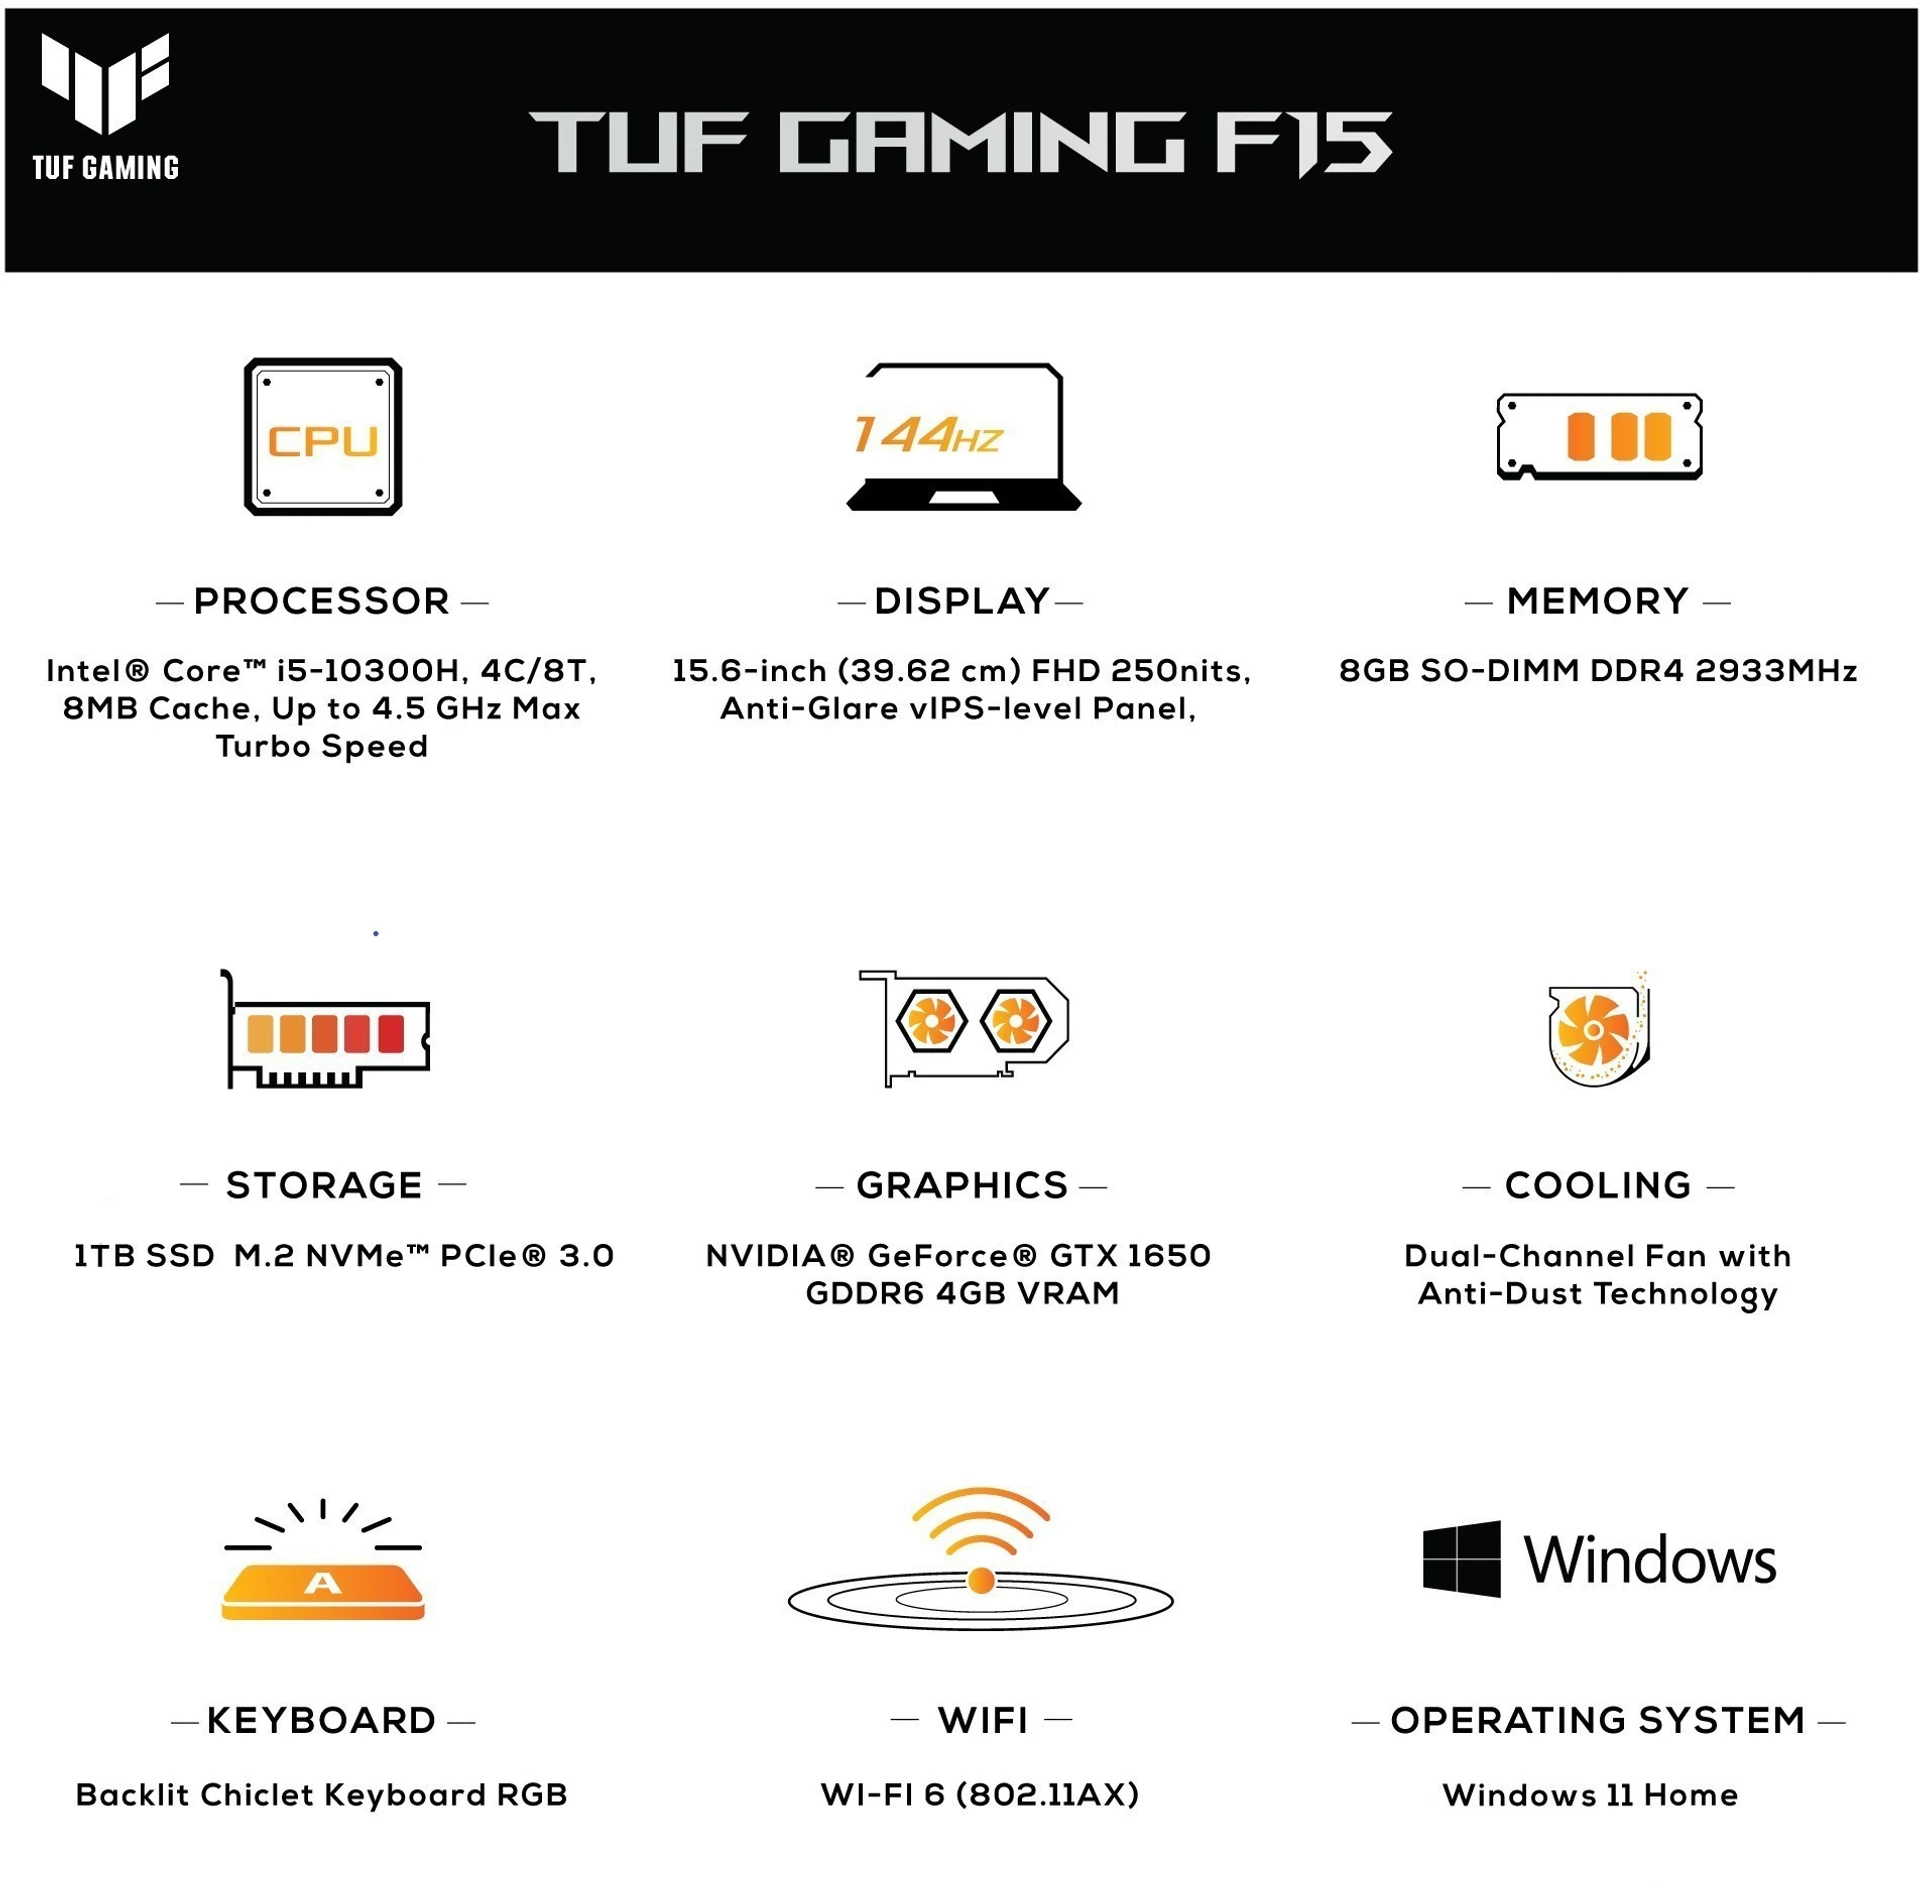 TUF GAMING
TUF GAMING F15
CPU
144HZ
PROCESSOR
Intel® Core™ i5-10300H, 4C/8T,
8MB Cache, Up to 4.5 GHz Max
Turbo Speed
DISPLAY
15.6-inch (39.62 cm) FHD 250nits,
Anti-Glare vIPS-level Panel,
MEMORY
8GB SO-DIMM DDR4 2933MHz
STORAGE
1TB SSD M.2 NVMe™ PCIe® 3.0
GRAPHICS
NVIDIA® GeForce® GTX 1650
GDDR6 4GB VRAM
COOLING
Dual-Channel Fan with
Anti-Dust Technology
A
Windows
KEYBOARD
Backlit Chiclet Keyboard RGB
WIFI
WI-FI 6 (802.11AX)
OPERATING SYSTEM
Windows 11 Home